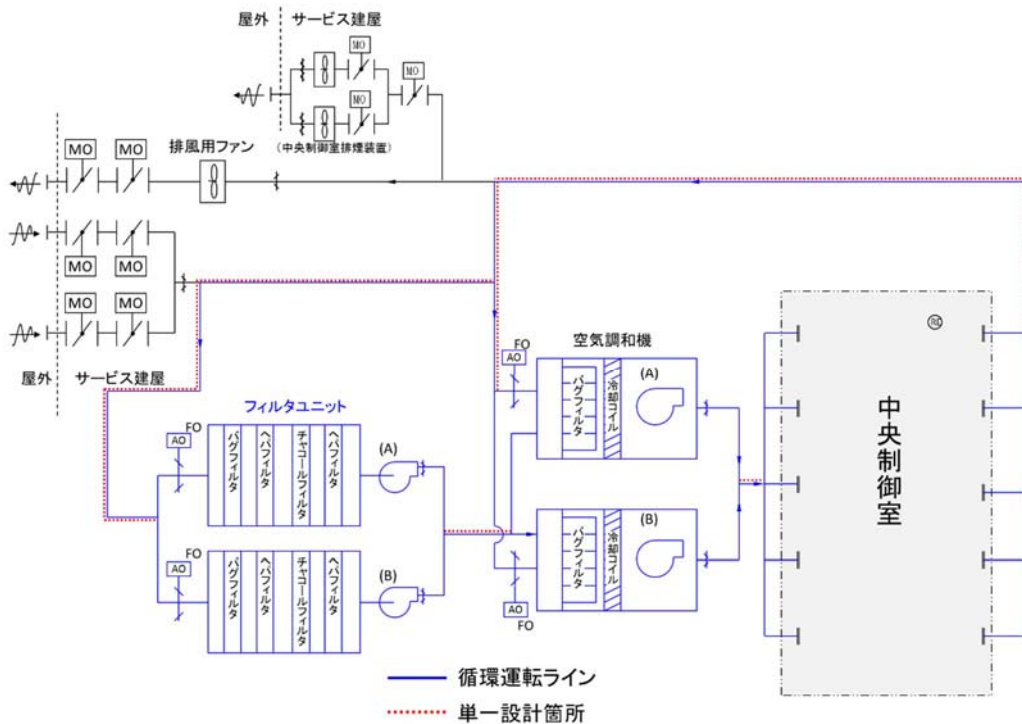 屋外
サービス建屋
MO
MO
MO
(中央制御室排煙装置)
MO
MO
排風用ファン
MO
MO
MO
MO
屋外
サービス建屋
フィルタユニット
FO
AO
バグフィルタ
ヘパフィルタ
チャコールフィルタ
ヘパフィルタ
(A)
FO
AO
バグフィルタ
ヘパフィルタ
チャコールフィルタ
ヘパフィルタ
(B)
空気調和機
FO
AO
バグフィルタ
冷却コイル
(A)
バグフィルタ
冷却コイル
(B)
AO
FO
中央制御室
循環運転ライン
単一設計箇所